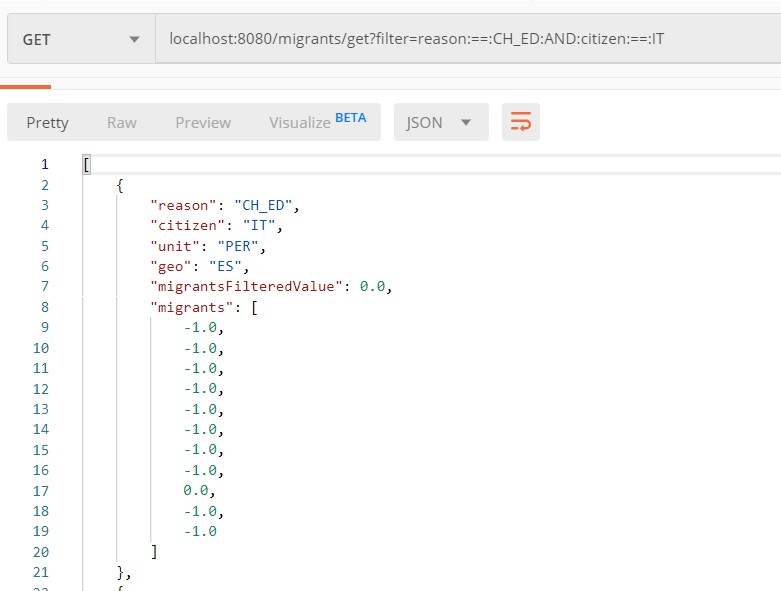 GET localhost:8080/migrants/get?filter=reason:==:CH_ED:AND:citizen:==:IT
Pretty Raw Preview Visualize BETA JSON
1 [
2 {
3 "reason": "CH_ED",
4 "citizen": "IT",
5 "unit": "PER",
6 "geo": "ES",
7 "migrantsFilteredValue": 0.0,
8 "migrants": [
9 -1.0,
10 -1.0,
11 -1.0,
12 -1.0,
13 -1.0,
14 -1.0,
15 -1.0,
16 -1.0,
17 0.0,
18 -1.0,
19 -1.0
20 ]
21 },